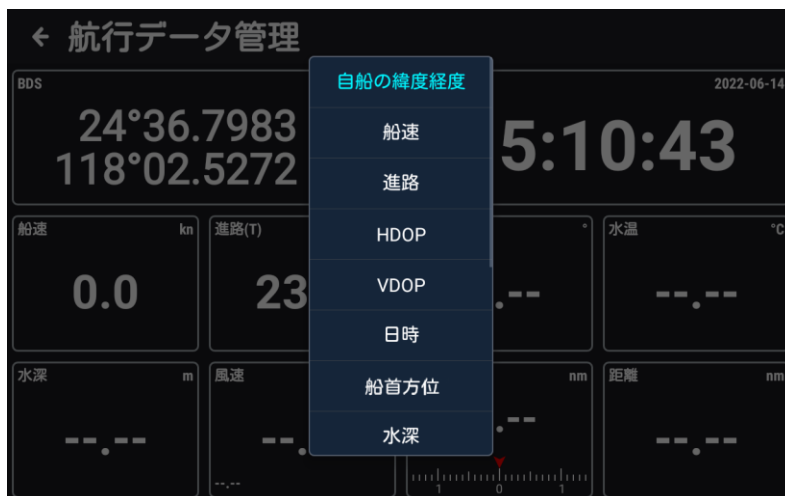 ← 航行データ管理
BDS
24°36.7983
118°02.5272
2022-06-14
5:10:43
自船の緯度経度
船速
進路
HDOP
VDOP
日時
船首方位
水深
船速 kn
0.0
進路(T)
23
°
.--
水温 °C
--.--
水深 m
--.--
風速
--.
--.--
nm
.--
1 0 1
距離 nm
--.--